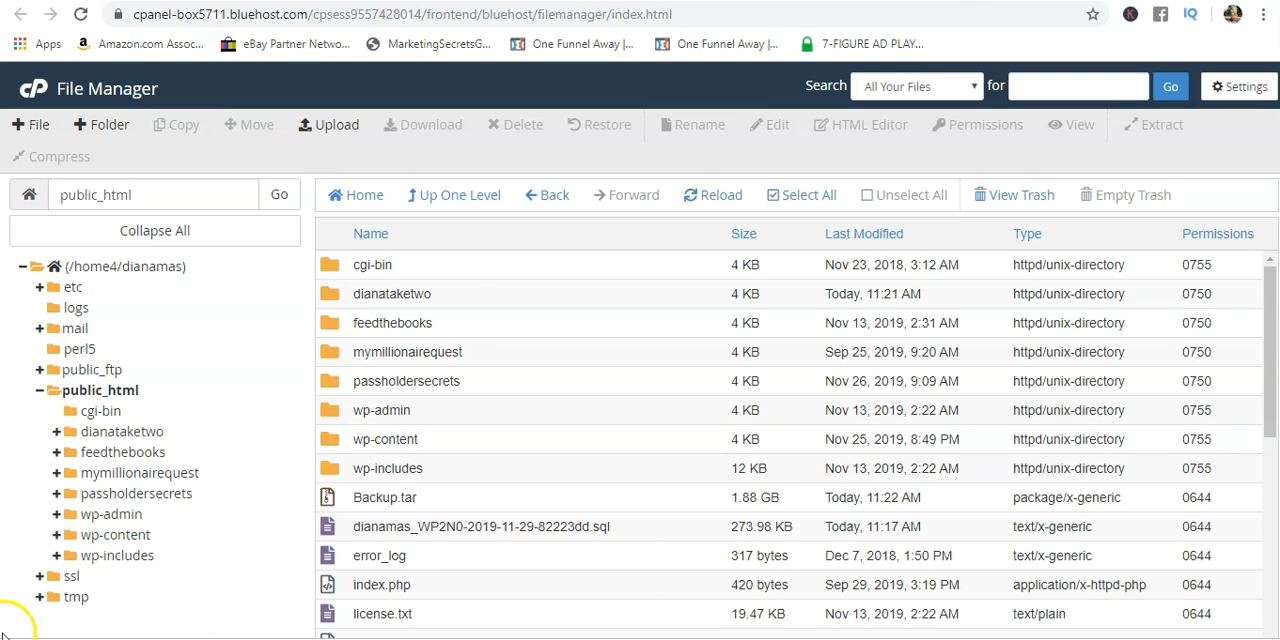 cpanel-box5711.bluehost.com/cpsess9557428014/frontend/bluehost/filemanager/index.html
Apps Amazon.com Assoc... eBay Partner Netwo... MarketingSecretsG... One Funnel Away |... One Funnel Away |... 7-FIGURE AD PLAY...
cP File Manager Search All Your Files for Go Settings
+ File + Folder Copy Move Upload Download Delete Restore Rename Edit HTML Editor Permissions View Extract
Compress
public_html Go Home Up One Level Back Forward Reload Select All Unselect All View Trash Empty Trash
Collapse All
Name Size Last Modified Type Permissions
(/home4/dianamas)
etc
logs
mail
perl5
public_ftp
public_html
cgi-bin
dianataketwo
feedthebooks
mymillionairequest
passholdersecrets
wp-admin
wp-content
wp-includes
ssl
tmp
cgi-bin 4 KB Nov 23, 2018, 3:12 AM httpd/unix-directory 0755
dianataketwo 4 KB Today, 11:21 AM httpd/unix-directory 0750
feedthebooks 4 KB Nov 13, 2019, 2:31 AM httpd/unix-directory 0750
mymillionairequest 4 KB Sep 25, 2019, 9:20 AM httpd/unix-directory 0750
passholdersecrets 4 KB Nov 26, 2019, 9:09 AM httpd/unix-directory 0750
wp-admin 4 KB Nov 13, 2019, 2:22 AM httpd/unix-directory 0755
wp-content 4 KB Nov 25, 2019, 8:49 PM httpd/unix-directory 0755
wp-includes 12 KB Nov 13, 2019, 2:22 AM httpd/unix-directory 0755
Backup.tar 1.88 GB Today, 11:22 AM package/x-generic 0644
dianamas_WP2N0-2019-11-29-82223dd.sql 273.98 KB Today, 11:17 AM text/x-generic 0644
error_log 317 bytes Dec 7, 2018, 1:50 PM text/x-generic 0644
index.php 420 bytes Sep 29, 2019, 3:19 PM application/x-httpd-php 0644
license.txt 19.47 KB Nov 13, 2019, 2:22 AM text/plain 0644